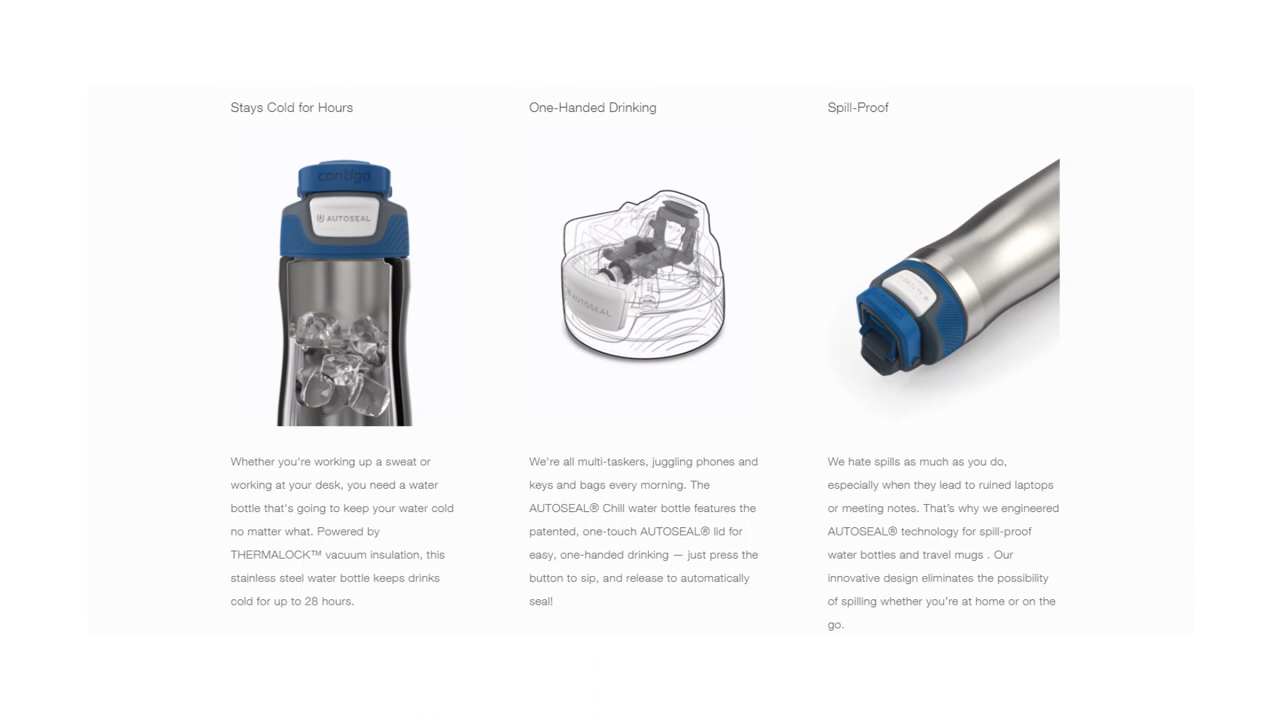 Stays Cold for Hours
contigo
AUTOSEAL
Whether you're working up a sweat or
working at your desk, you need a water
bottle that's going to keep your water cold
no matter what. Powered by
THERMALOCK™ vacuum insulation, this
stainless steel water bottle keeps drinks
cold for up to 28 hours.
One-Handed Drinking
AUTOSEAL
We're all multi-taskers, juggling phones and
keys and bags every morning. The
AUTOSEAL® Chill water bottle features the
patented, one-touch AUTOSEAL® lid for
easy, one-handed drinking — just press the
button to sip, and release to automatically
seal!
Spill-Proof
We hate spills as much as you do,
especially when they lead to ruined laptops
or meeting notes. That's why we engineered
AUTOSEAL® technology for spill-proof
water bottles and travel mugs . Our
innovative design eliminates the possibility
of spilling whether you're at home or on the
go.